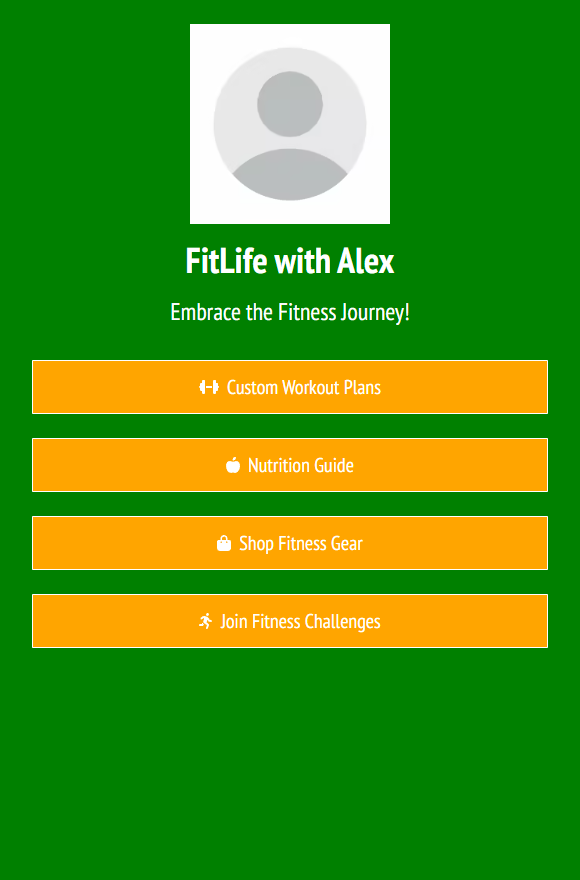 FitLife with Alex
Embrace the Fitness Journey!
Custom Workout Plans
Nutrition Guide
Shop Fitness Gear
Join Fitness Challenges